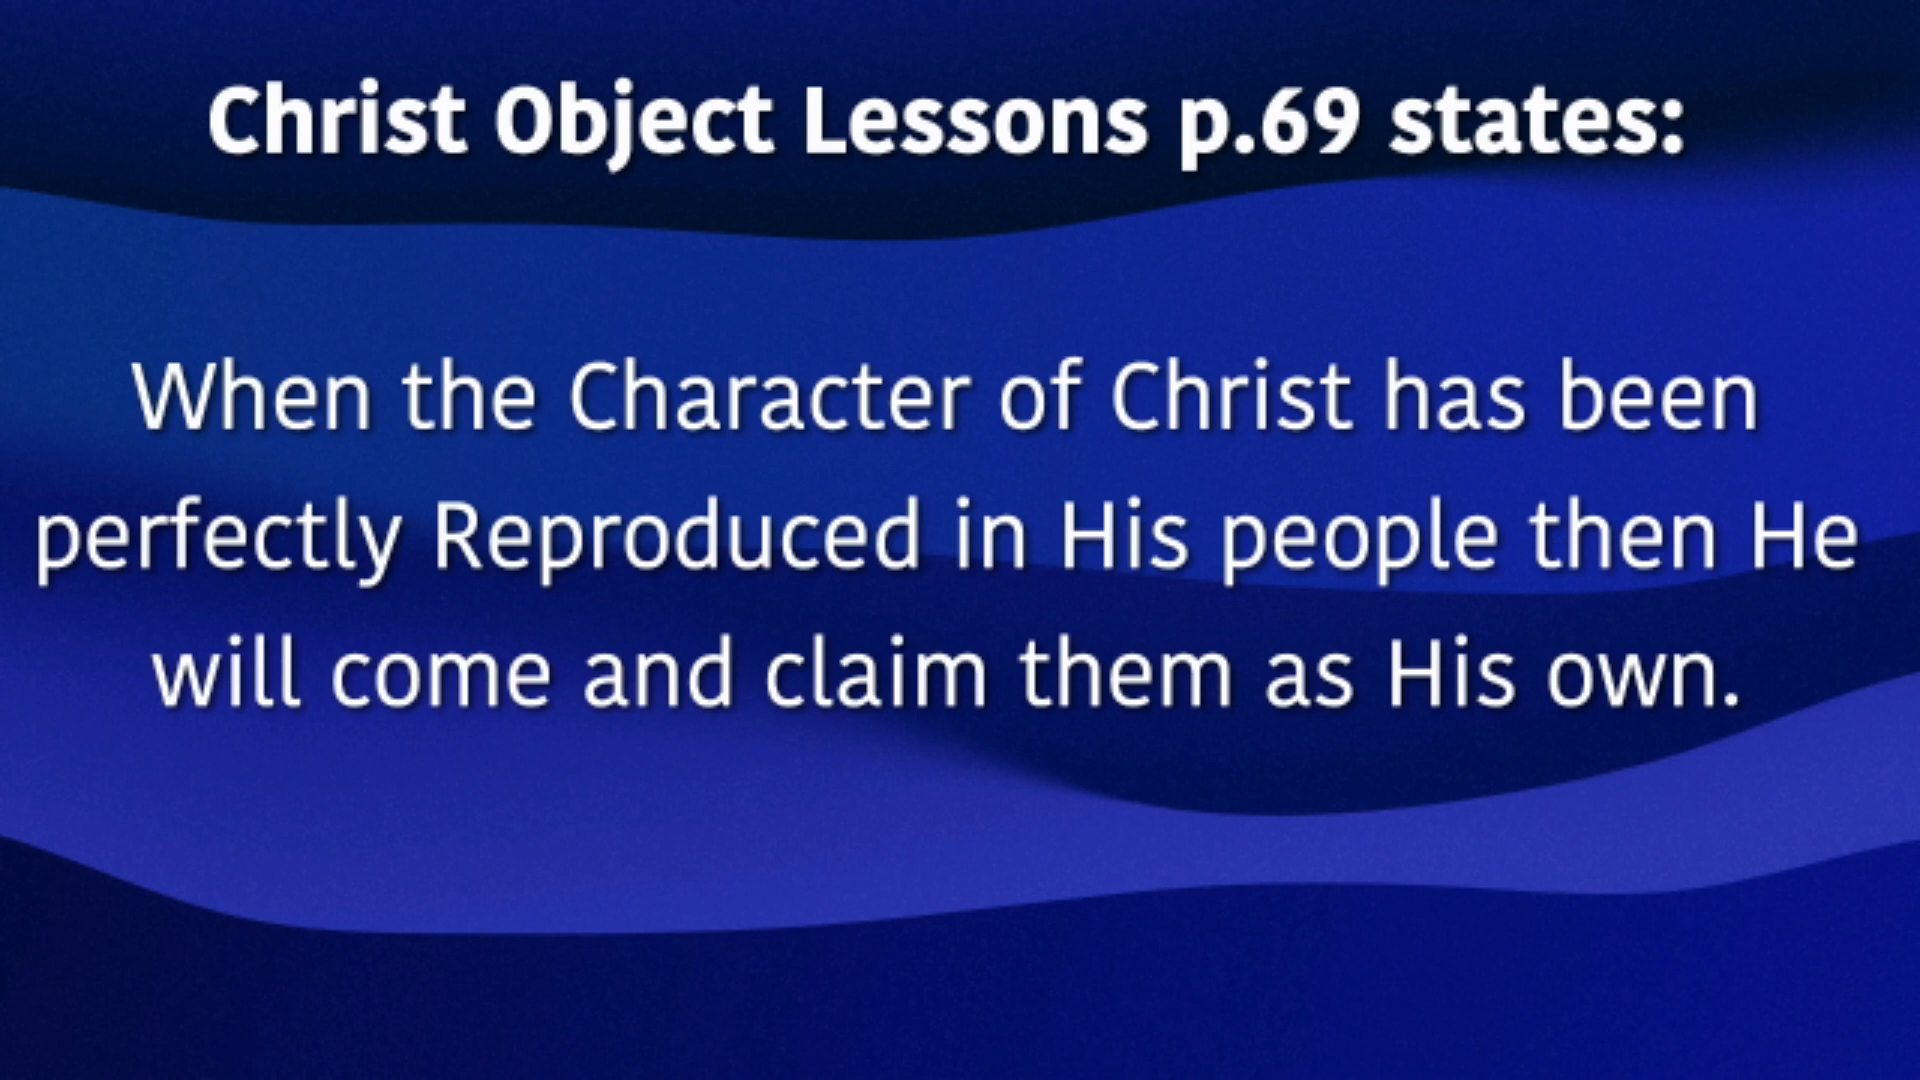 Christ Object Lessons p.69 states:
When the Character of Christ has been
perfectly Reproduced in His people then He
will come and claim them as His own.